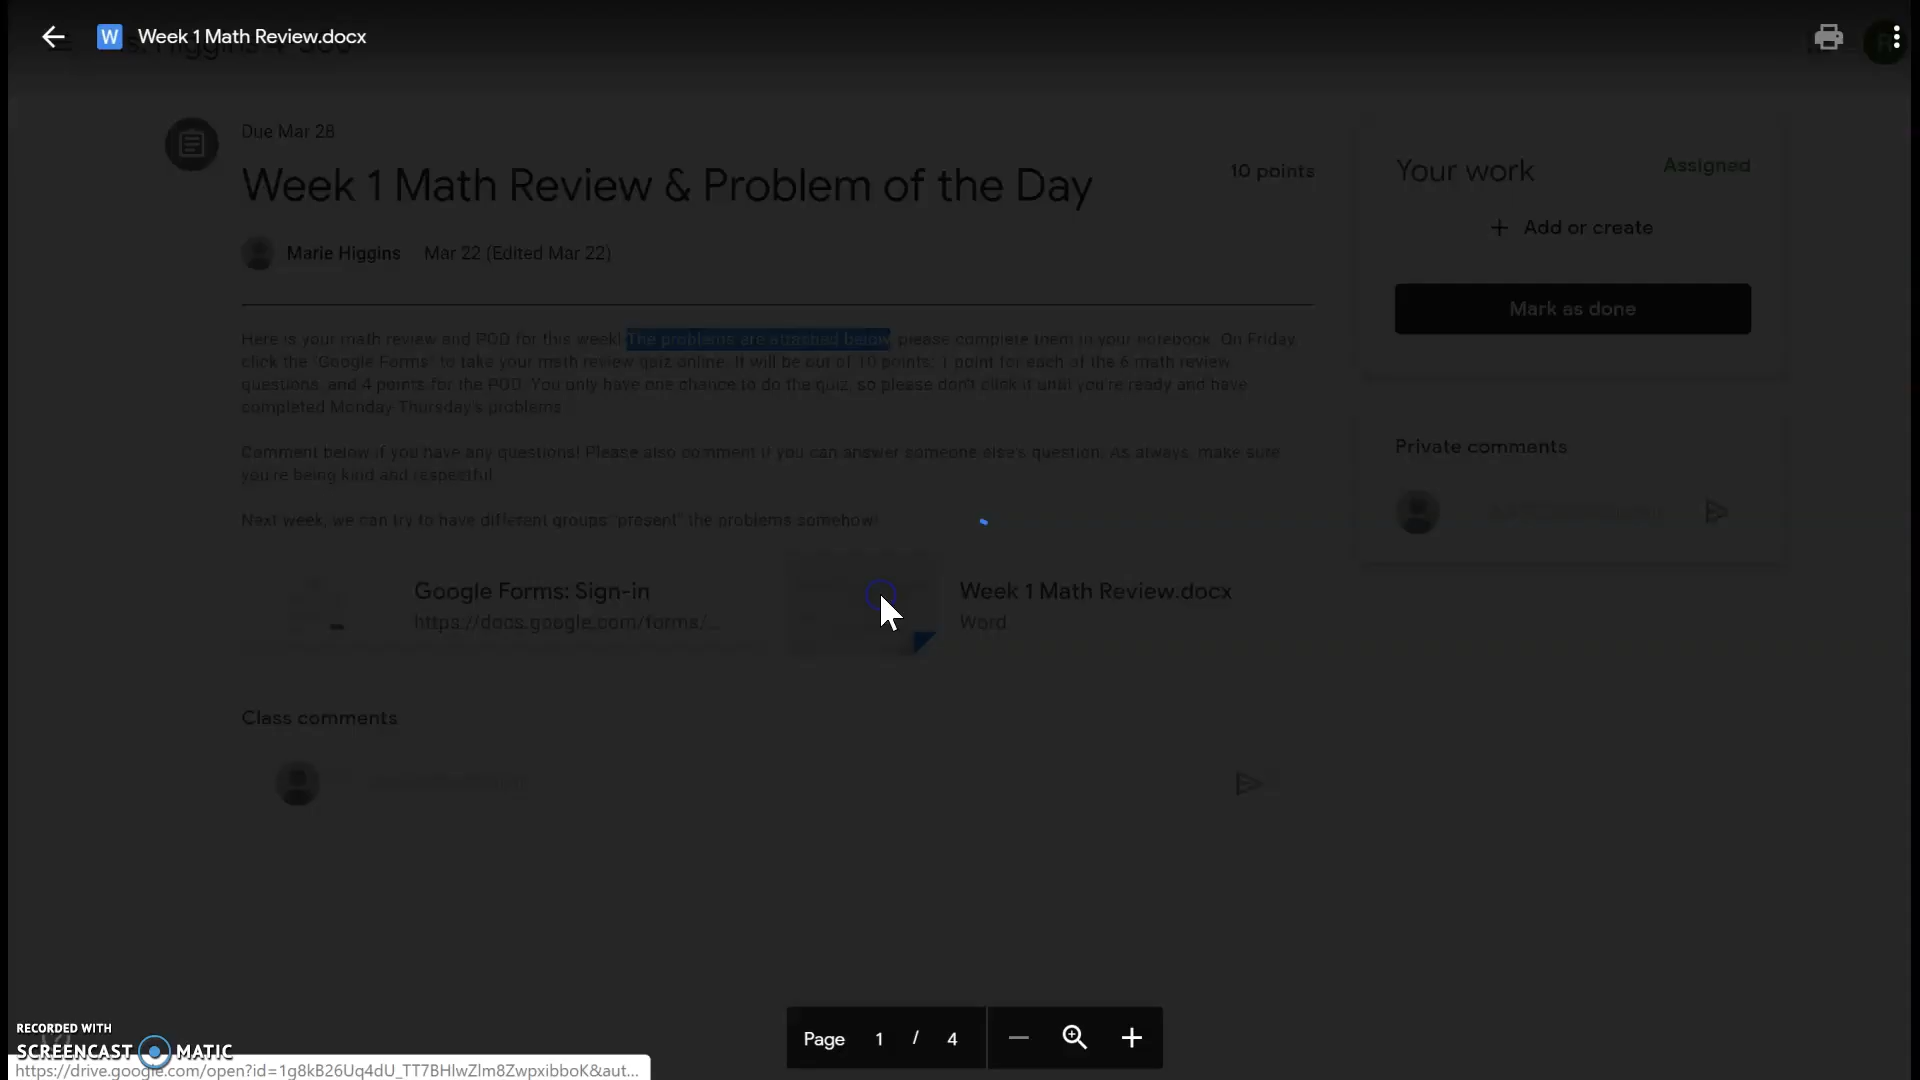 Week 1 Math Review.docx
Due Mar 28
Week 1 Math Review & Problem of the Day
10 points
Marie Higgins Mar 22 (Edited Mar 22)
Here is your math review and POD for this week! The problems are attached below, please complete them in your notebook. On Friday,
click the "Google Forms" to take your math review quiz online. It will be out of 10 points: 1 point for each of the 6 math review
questions, and 4 points for the POD. You only have one chance to do the quiz, so please don't click it until you're ready and have
completed Monday-Thursday's problems.
Comment below if you have any questions! Please also comment if you can answer someone else's question. As always, make sure
you're being kind and respectful.
Next week, we can try to have different groups "present" the problems somehow!
Google Forms: Sign-in
https://docs.google.com/forms/...
Week 1 Math Review.docx
Word
Class comments
Your work
Assigned
+ Add or create
Mark as done
Private comments
Page 1 / 4
RECORDED WITH
SCREENCAST MATIC
https://drive.google.com/open?id=1g8kB26Uq4dU_TT7BHlwZlm8ZwpxibboK&aut...